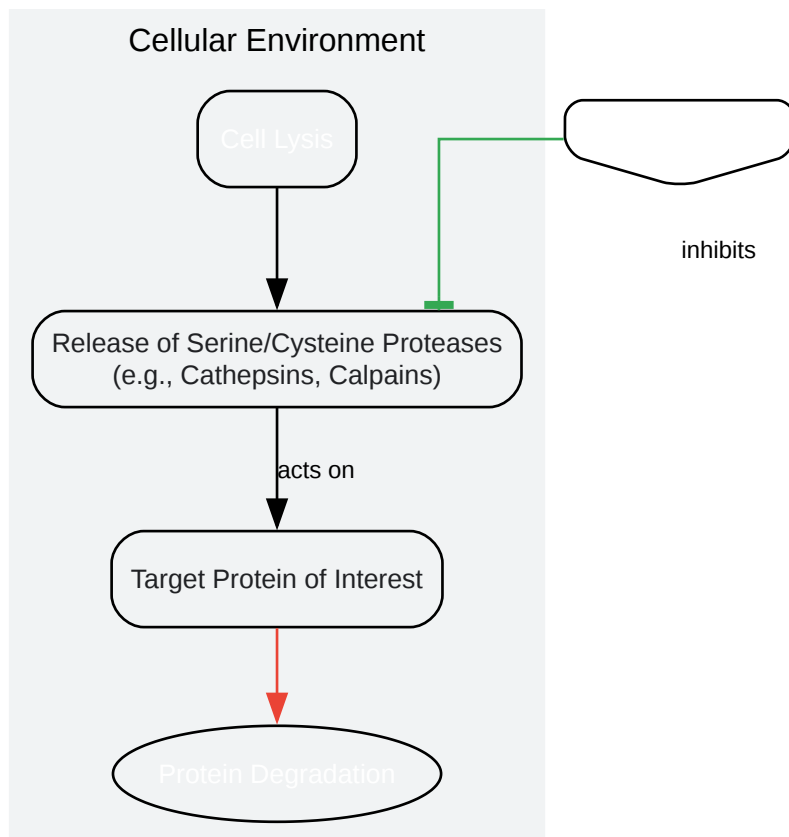 Cellular Environment
Cell Lysis
inhibits
Release of Serine/Cysteine Proteases
(e.g., Cathepsins, Calpains)
acts on
Target Protein of Interest
Protein Degradation